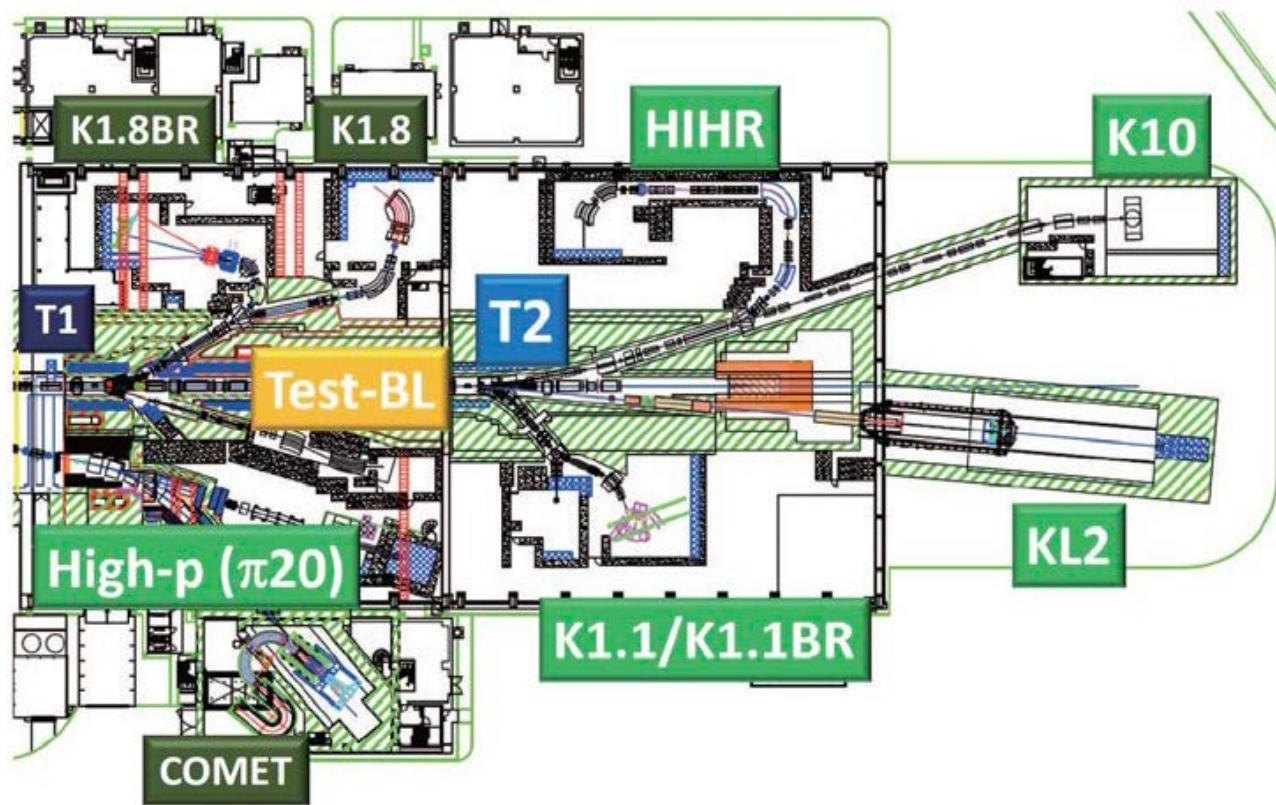 K1.8BR
K1.8
HIHR
K10
T1
T2
Test-BL
High-p (π20)
KL2
K1.1/K1.1BR
COMET